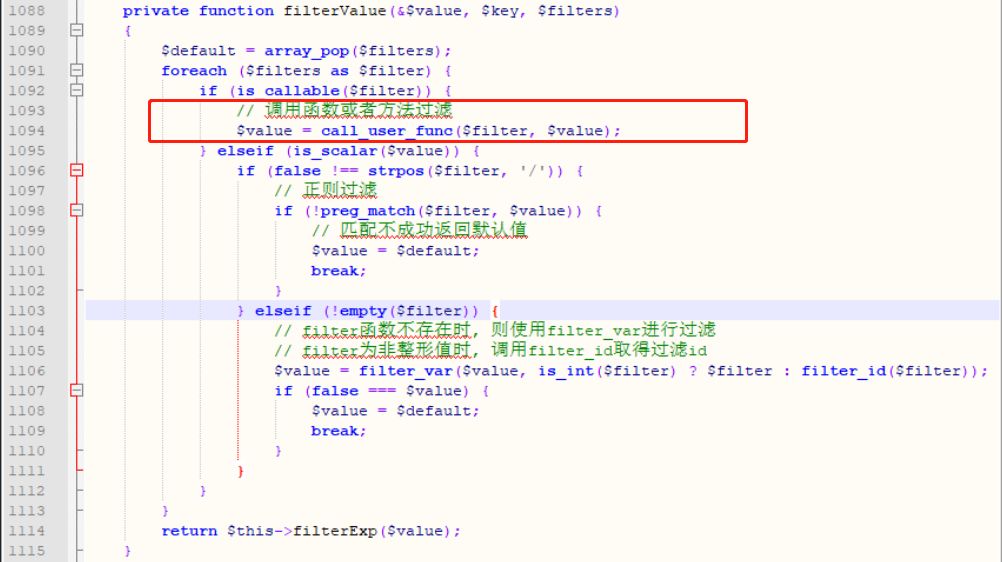 1088 private function filterValue(&$value, $key, $filters)
1089 {
1090 $default = array_pop($filters);
1091 foreach ($filters as $filter) {
1092 if (is_callable($filter)) {
1093 // 调用函数或者方法过滤
1094 $value = call_user_func($filter, $value);
1095 } elseif (is_scalar($value)) {
1096 if (false !== strpos($filter, '/')) {
1097 // 正则过滤
1098 if (!preg_match($filter, $value)) {
1099 // 匹配不成功返回默认值
1100 $value = $default;
1101 break;
1102 }
1103 } elseif (!empty($filter)) {
1104 // filter函数不存在时, 则使用filter_var进行过滤
1105 // filter为非整形值时, 调用filter_id取得过滤id
1106 $value = filter_var($value, is_int($filter) ? $filter : filter_id($filter));
1107 if (false === $value) {
1108 $value = $default;
1109 break;
1110 }
1111 }
1112 }
1113 }
1114 return $this->filterExp($value);
1115 }